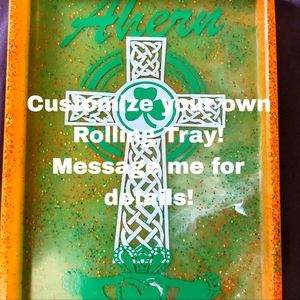 Ahern
Customize your own
Rolling Tray!
Message me for
details!